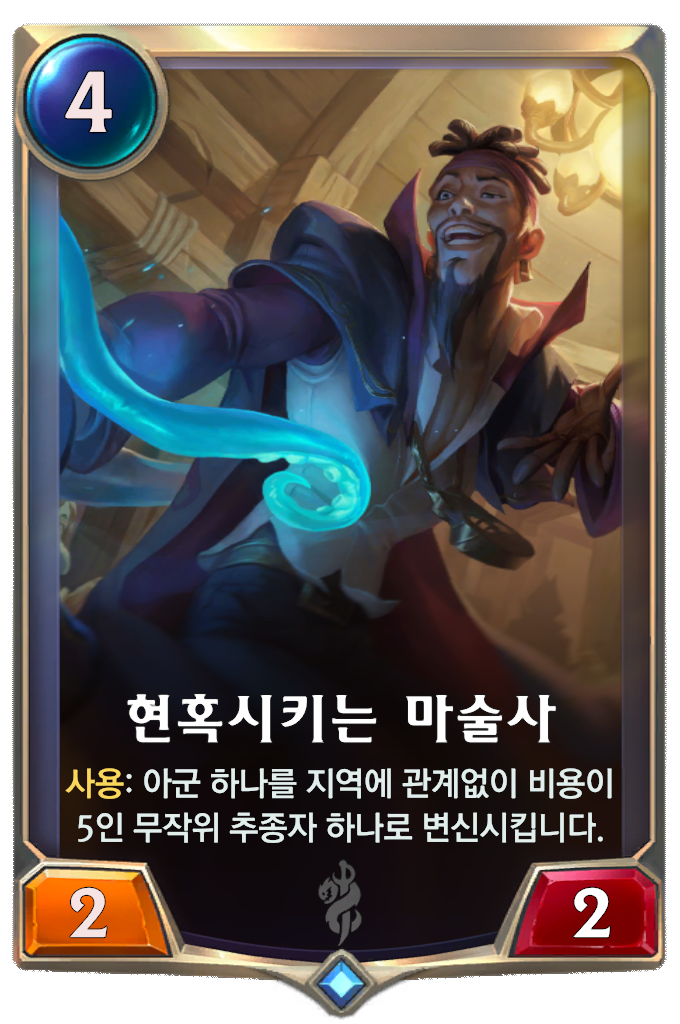 4
현혹시키는 마술사
사용: 아군 하나를 지역에 관계없이 비용이
5인 무작위 추종자 하나로 변신시킵니다.
2
2